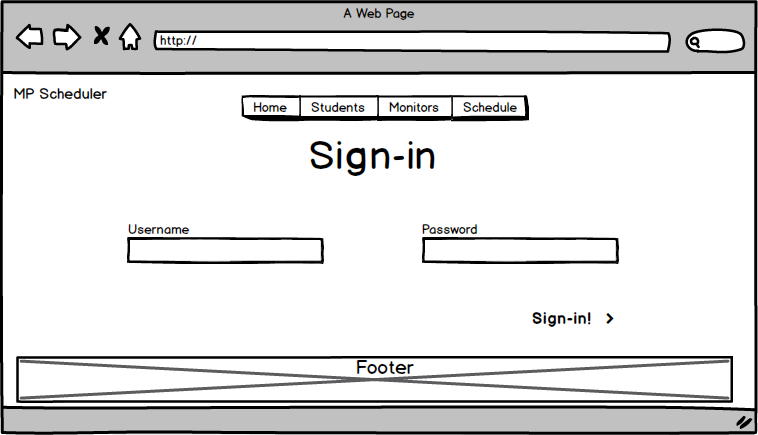 A Web Page
http://
MP Scheduler
Home Students Monitors Schedule
Sign-in
Username Password
Sign-in!
Footer